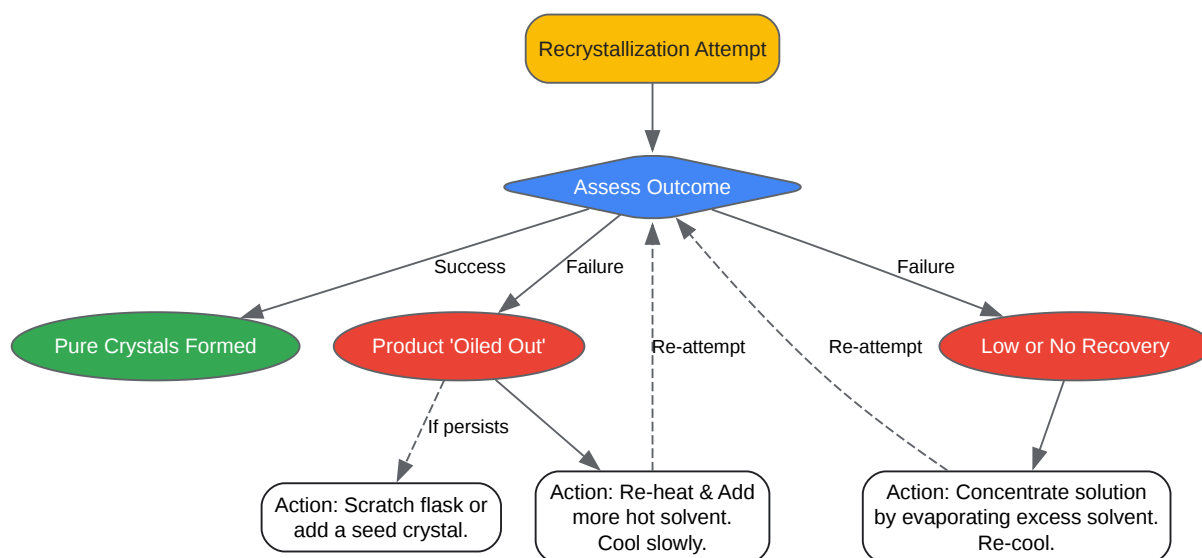 Recrystallization Attempt
Assess Outcome
Success
Failure
Failure
Pure Crystals Formed
Product 'Oiled Out'
Re-attempt
Re-attempt
Low or No Recovery
If persists
Action: Scratch flask or
add a seed crystal.
Action: Re-heat & Add
more hot solvent.
Cool slowly.
Action: Concentrate solution
by evaporating excess solvent.
Re-cool.